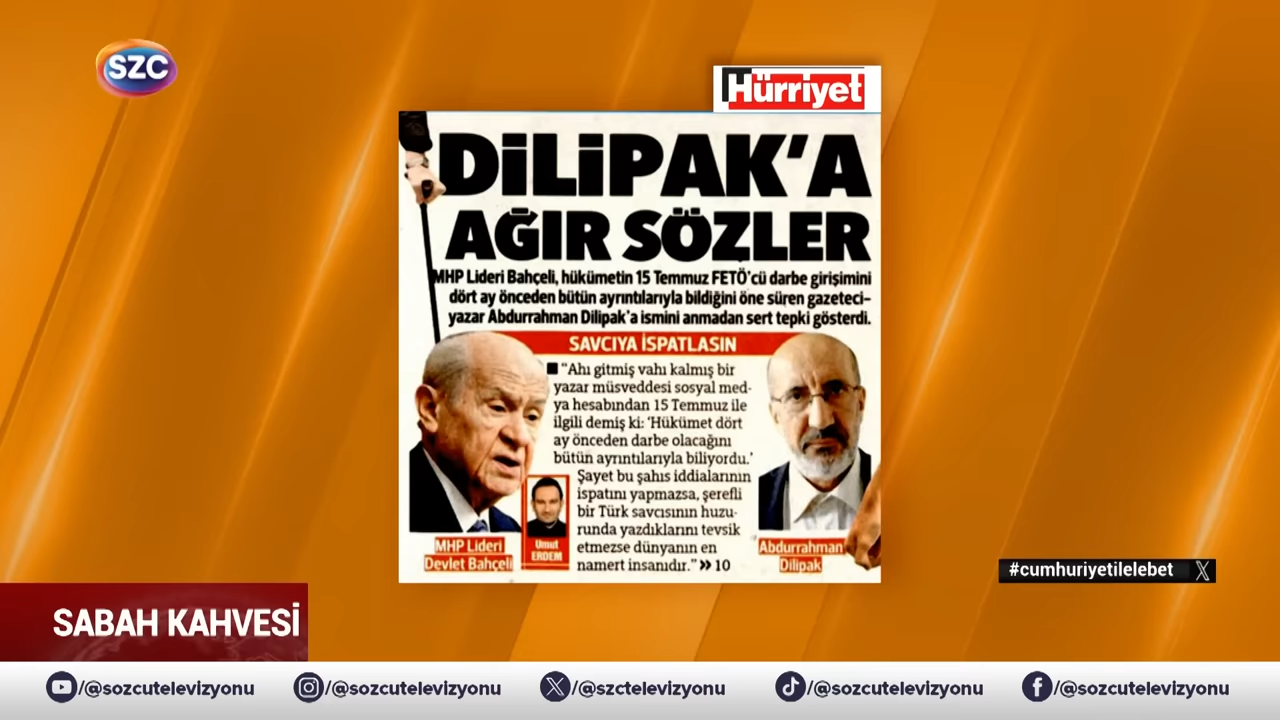 SZC
Hürriyet
DİLİPAK'A
AĞIR SÖZLER
MHP Lideri Bahçeli, hükümetin 15 Temmuz FETÖ'cü darbe girişimini
dört ay önceden bütün ayrıntılarıyla bildiğini öne süren gazeteci-
yazar Abdurrahman Dilipak'a ismini anmadan sert tepki gösterdi.
SAVCIYA İSPATLASIN
■ "Ahı gitmiş vahı kalmış bir
yazar müsveddesi sosyal med-
ya hesabından 15 Temmuz ile
ilgili demiş ki: 'Hükümet dört
ay önceden darbe olacağını
bütün ayrıntılarıyla biliyordu.'
Şayet bu şahıs iddialarının
ispatını yapmazsa, şerefli
bir Türk savcısının huzu-
runda yazdıklarını tevsik
etmezse dünyanın en
namert insanıdır." » 10
MHP Lideri
Devlet Bahçeli
Umut
ERDEM
Abdurrahman
Dilipak
#cumhuriyetilelebet X
SABAH KAHVESİ
/@sozcutelevizyonu
/@sozcutelevizyonu
/@szctelevizyonu
/@sozcutelevizyonu
/@sozcutelevizyonu